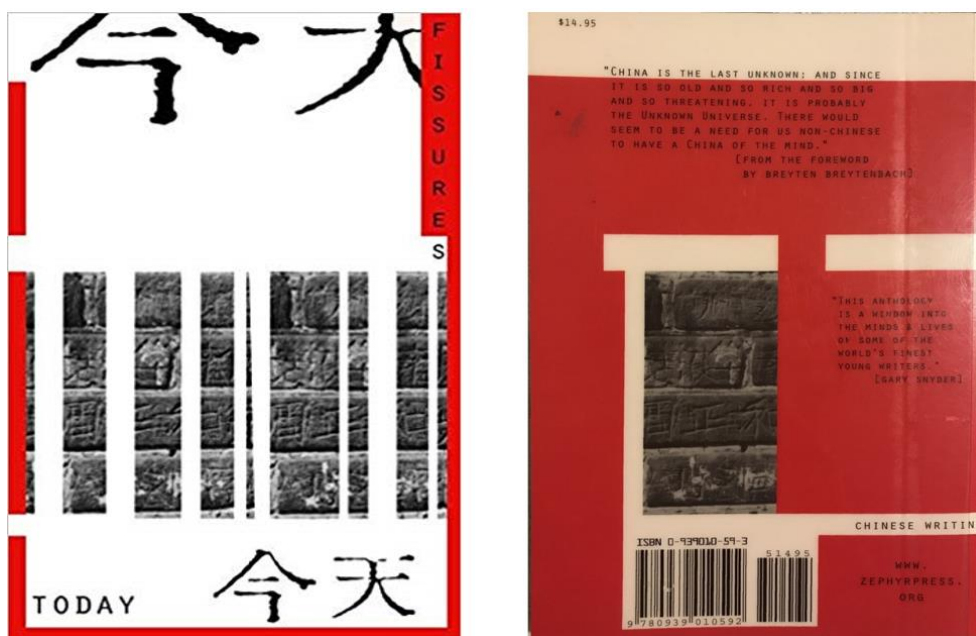 今天
FISSURES
TODAY
今天
$14.95
"CHINA IS THE LAST UNKNOWN; AND SINCE
IT IS SO OLD AND SO RICH AND SO BIG
AND SO THREATENING, IT IS PROBABLY
THE UNKNOWN UNIVERSE. THERE WOULD
SEEM TO BE A NEED FOR US NON-CHINESE
TO HAVE A CHINA OF THE MIND."
[FROM THE FOREWORD
BY BREYTEN BREYTENBACH]
"THIS ANTHOLOGY
IS A WINDOW INTO
THE MINDS & LIVES
OF SOME OF THE
WORLD'S FINEST
YOUNG WRITERS."
[GARY SNYDER]
CHINESE WRITIN
ISBN 0-939010-59-3
51495
9 780939 010592
WWW.
ZEPHYRPRESS.
ORG